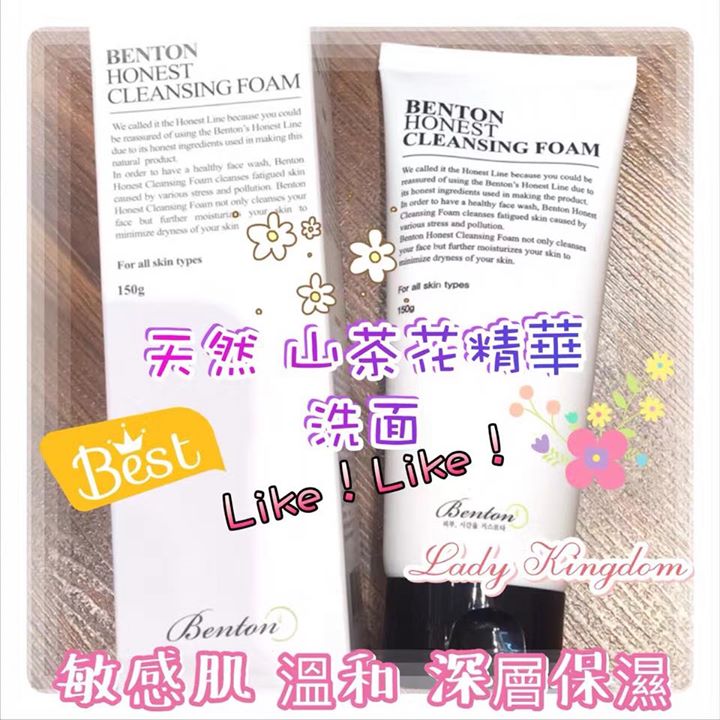 BENTON
HONEST
CLEANSING FOAM
We called it the Honest Line because you could
be reassured of using the Benton's Honest Line
due to its honest ingredients used in making this
natural product.
In order to have a healthy face wash, Benton
Honest Cleansing Foam cleanses fatigued skin
caused by various stress and pollution. Benton
Honest Cleansing Foam not only cleanses your
face but further moisturizes your skin to
minimize dryness of your skin
For all skin types
150g
BENTON
HONEST
CLEANSING FOAM
We called it the Honest Line because you could be
reassured of using the Benton's Honest Line due to
its honest ingredients used in making the product.
In order to have a healthy face wash, Benton Honest
Cleansing Foam cleanses fatigued skin caused by
various stress and pollution.
Benton Honest Cleansing Foam not only cleanses
your face but further moisturizes your skin to
minimize dryness of your skin.
For all skin types
150g
天然 山茶花精華
洗面
Best
Like！Like！
Benton
피부, 시간을 거스르다
Lady Kingdom
Benton
敏感肌 溫和 深層保濕